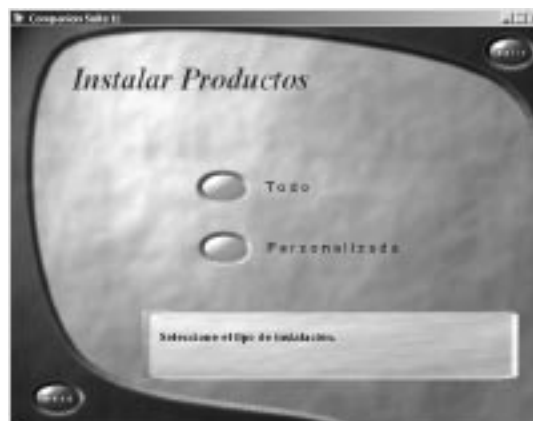 Companion Suite
Instalar Productos
Todo
Personalizada
Seleccione el tipo de instalación.